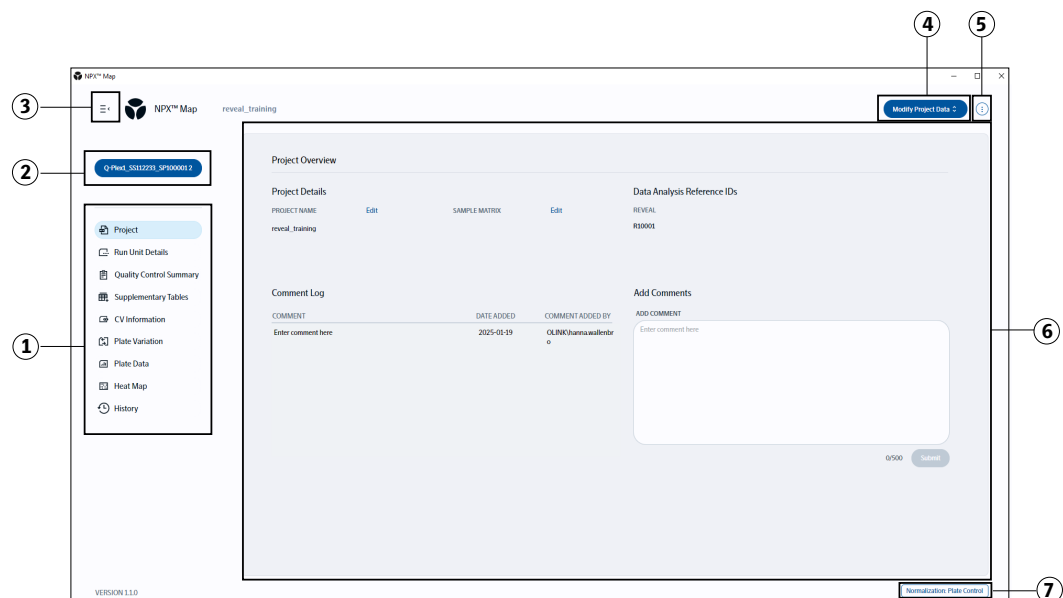 4
5
NPX™ Map
3
NPX™ Map
reveal_training
Modify Project Data
2
Q-Plex1_SS112233_SP100001 2
Project Overview
Project Details
Data Analysis Reference IDs
PROJECT NAME
Edit
SAMPLE MATRIX
Edit
REVEAL
reveal_training
R10001
Project
Run Unit Details
Quality Control Summary
Supplementary Tables
CV Information
Plate Variation
Plate Data
Heat Map
History
1
Comment Log
Add Comments
COMMENT
DATE ADDED
COMMENT ADDED BY
ADD COMMENT
Enter comment here
2025-01-19
OLINK\hanna.wallenbr
o
Enter comment here
6
0/500
Submit
VERSION 1.1.0
Normalization: Plate Control
7